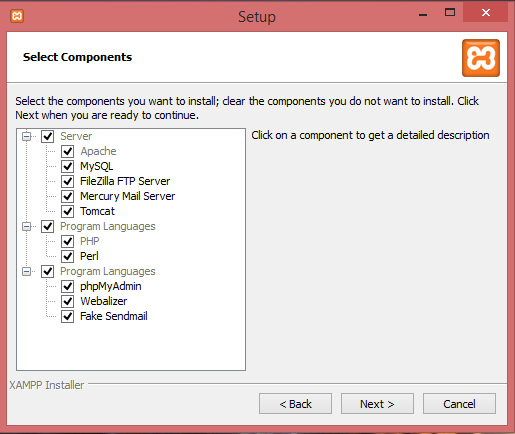 Setup
Select Components
Select the components you want to install; clear the components you do not want to install. Click
Next when you are ready to continue.
Server
Apache
MySQL
FileZilla FTP Server
Mercury Mail Server
Tomcat
Program Languages
PHP
Perl
Program Languages
phpMyAdmin
Webalizer
Fake Sendmail
Click on a component to get a detailed description
XAMPP Installer
< Back
Next >
Cancel